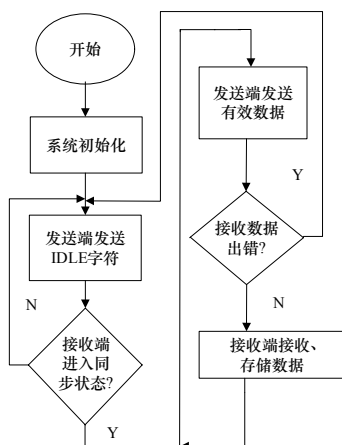 开始
系统初始化
发送端发送
IDLE字符
N
接收端
进入同
步状态?
Y
发送端发送
有效数据
Y
接收数据
出错?
N
接收端接收、
存储数据